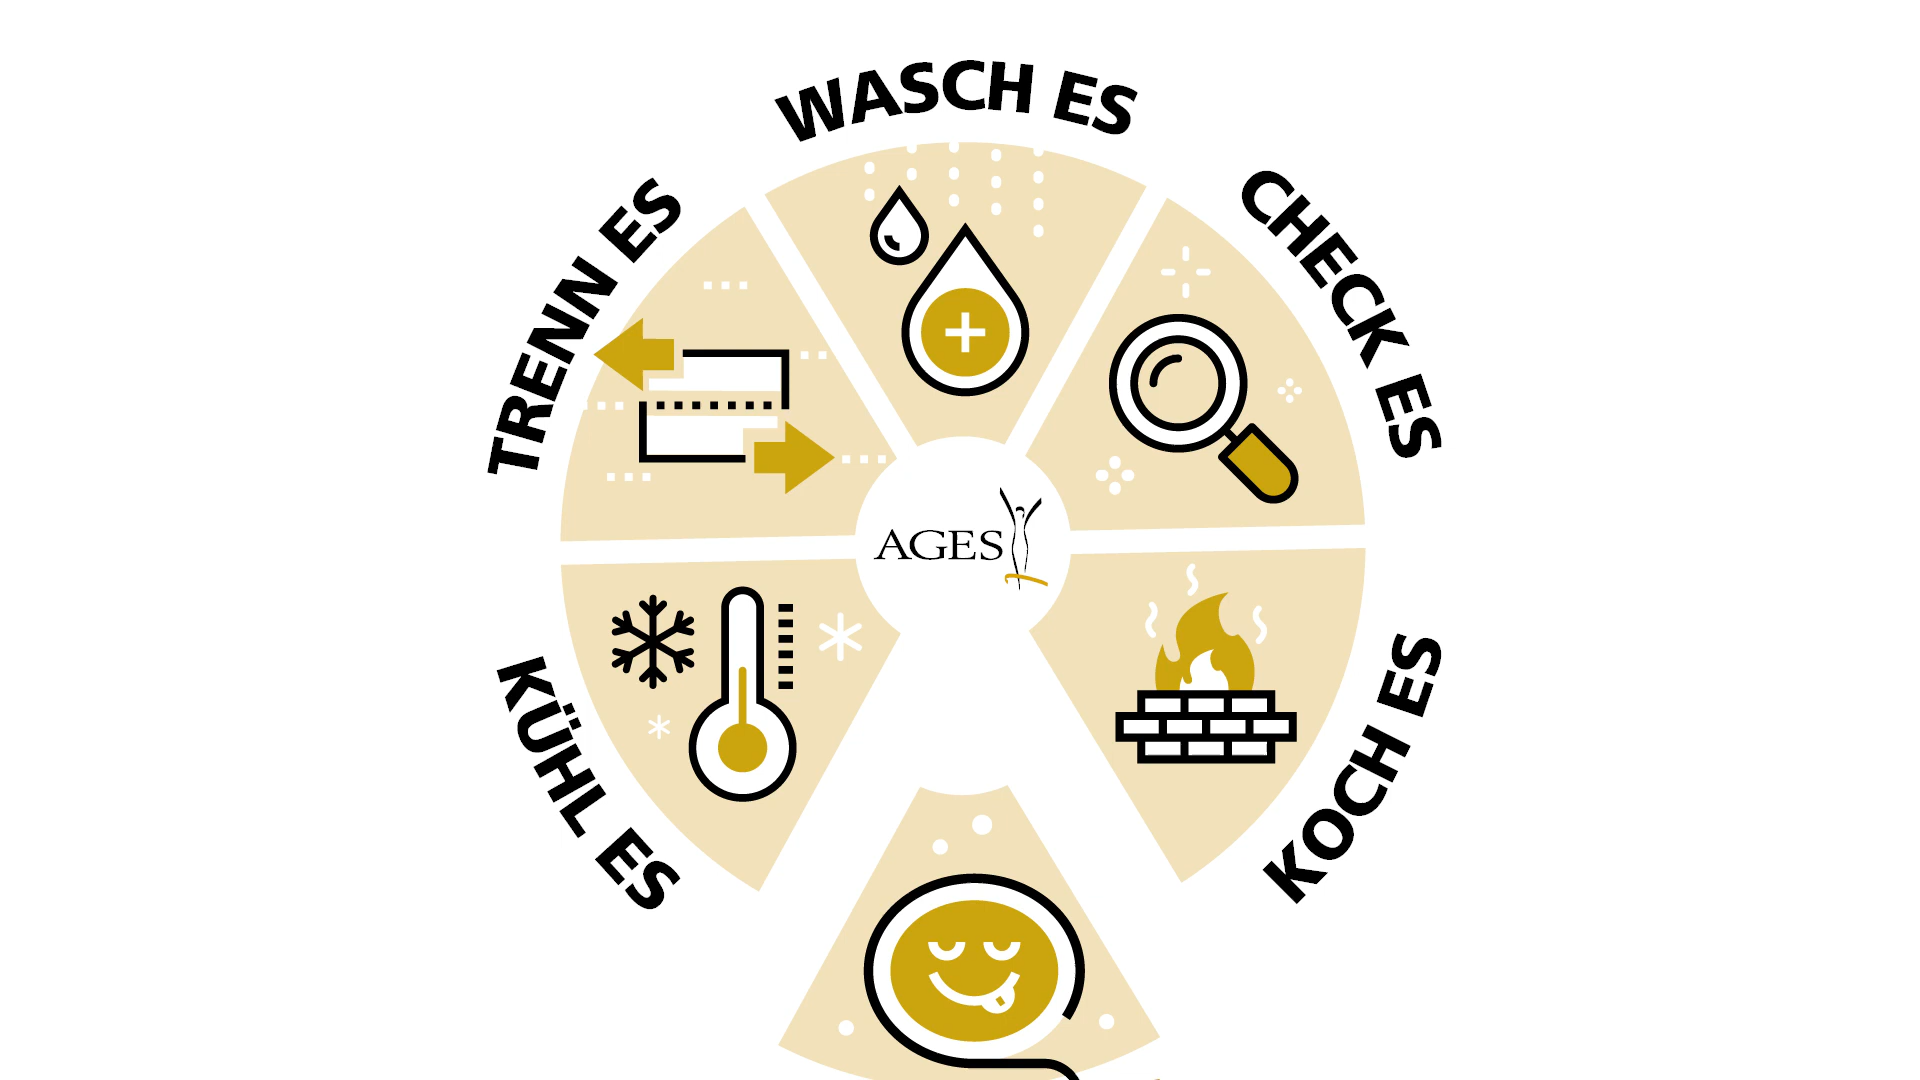 WASCH ES
CHECK ES
TRENN ES
AGES
KÜHL ES
KOCH ES